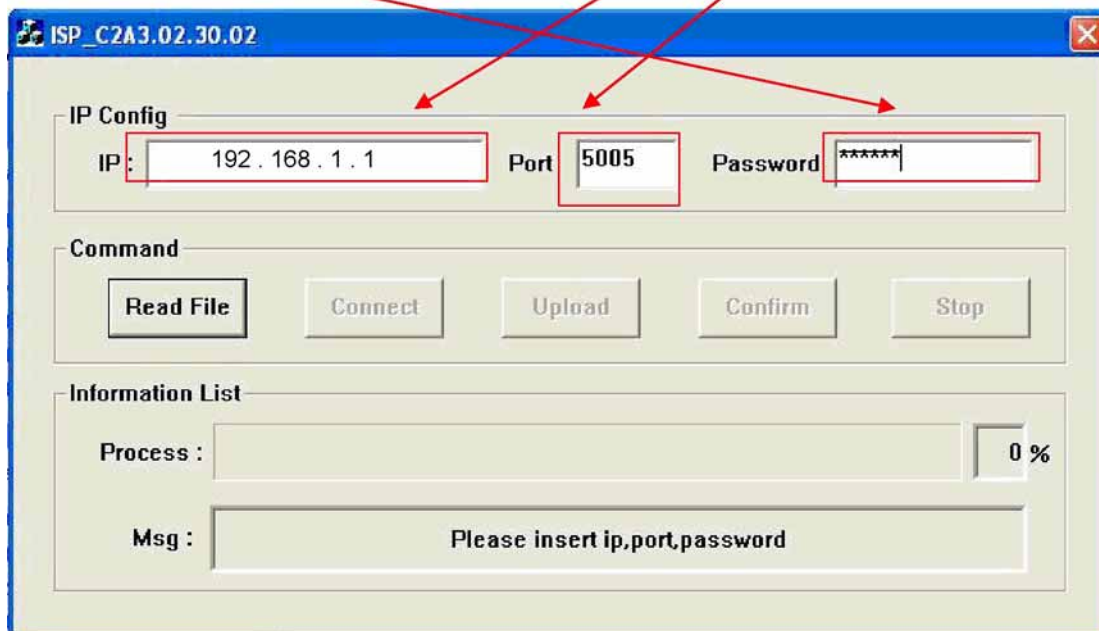 ISP_C2A3.02.30.02
IP Config
IP : 192 . 168 . 1 . 1 Port 5005 Password ******
Command
Read File Connect Upload Confirm Stop
Information List
Process : 0 %
Msg : Please insert ip,port,password